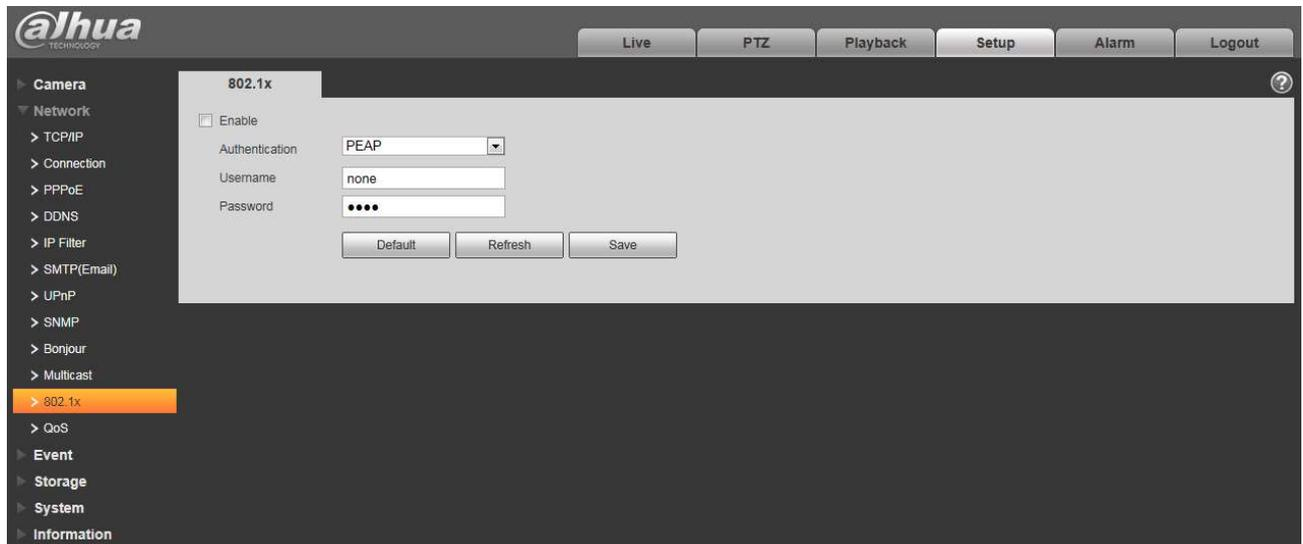 alhua
TECHNOLOGY
Live PTZ Playback Setup Alarm Logout
Camera
Network
> TCP/IP
> Connection
> PPPoE
> DDNS
> IP Filter
> SMTP(Email)
> UPnP
> SNMP
> Bonjour
> Multicast
> 802.1x
> QoS
Event
Storage
System
Information
802.1x
?
Enable
Authentication PEAP
Username none
Password ●●●●
Default Refresh Save